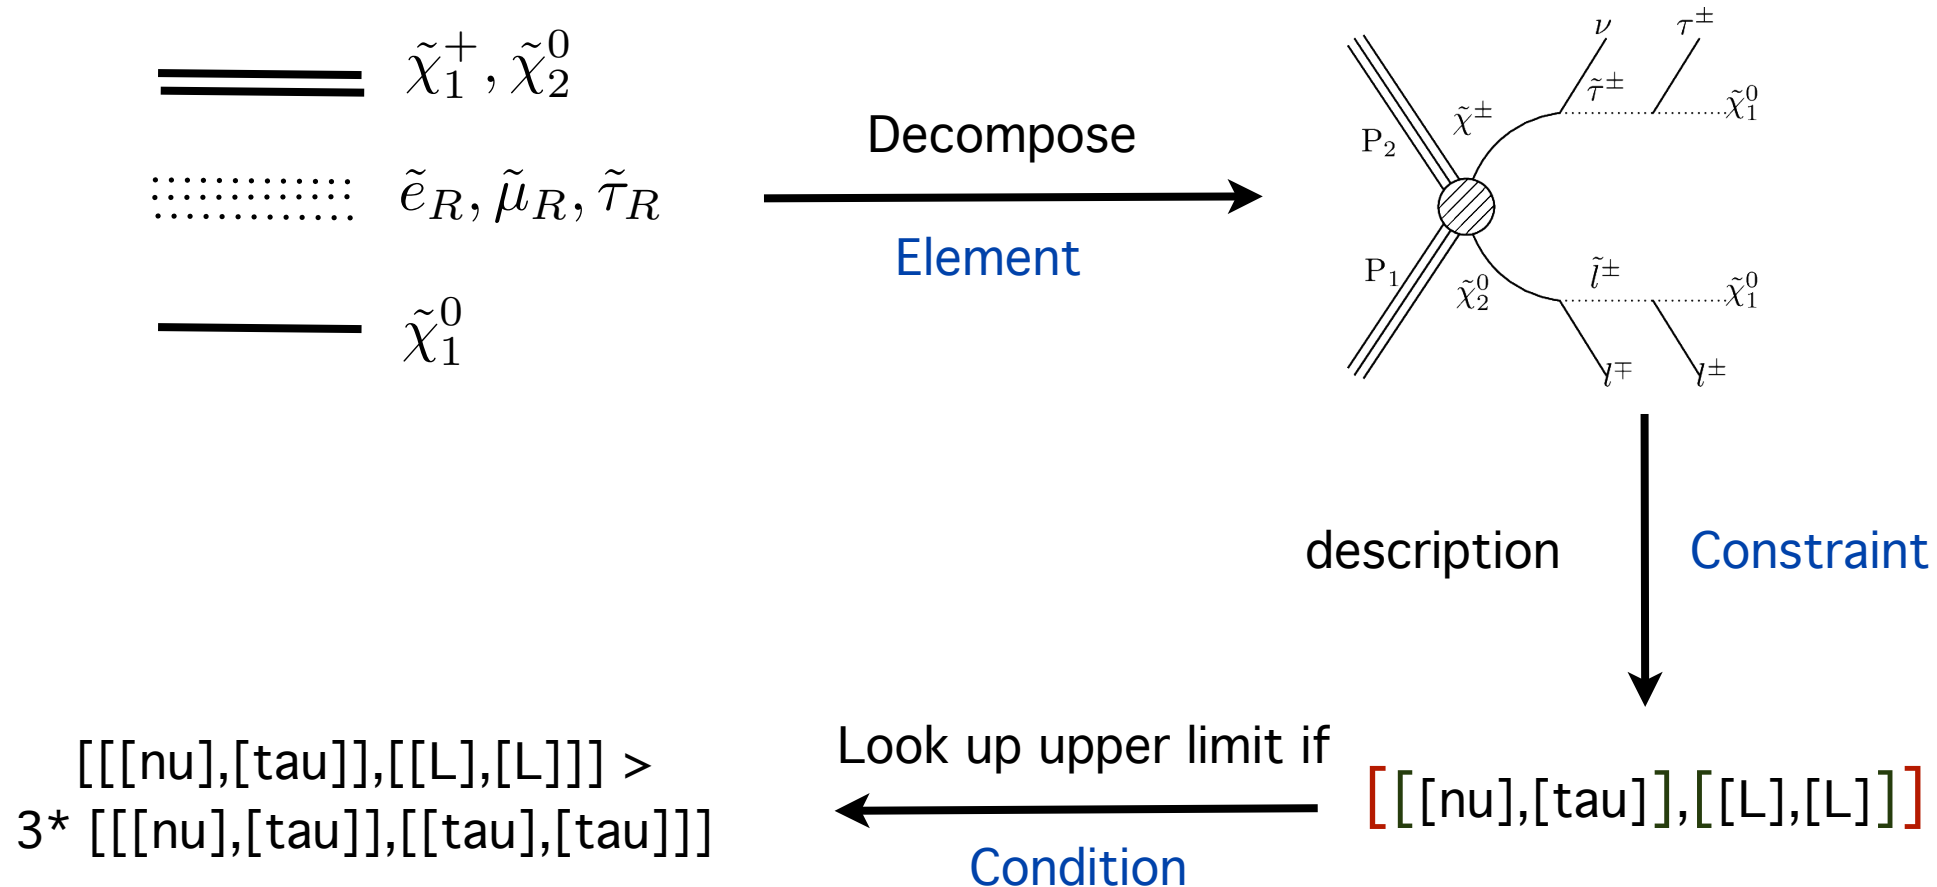 χ̃₁⁺, χ̃₂⁰
ẽ_R, μ̃_R, τ̃_R
χ̃₁⁰
Decompose
Element
ν
τ±
τ̃±
χ̃₁⁰
χ̃±
P₂
P₁
χ̃₂⁰
l̃±
χ̃₁⁰
l∓
l±
description
Constraint
[[[nu],[tau]],[[L],[L]]]
Look up upper limit if
Condition
[[[nu],[tau]],[[L],[L]]] >
3* [[[nu],[tau]],[[tau],[tau]]]